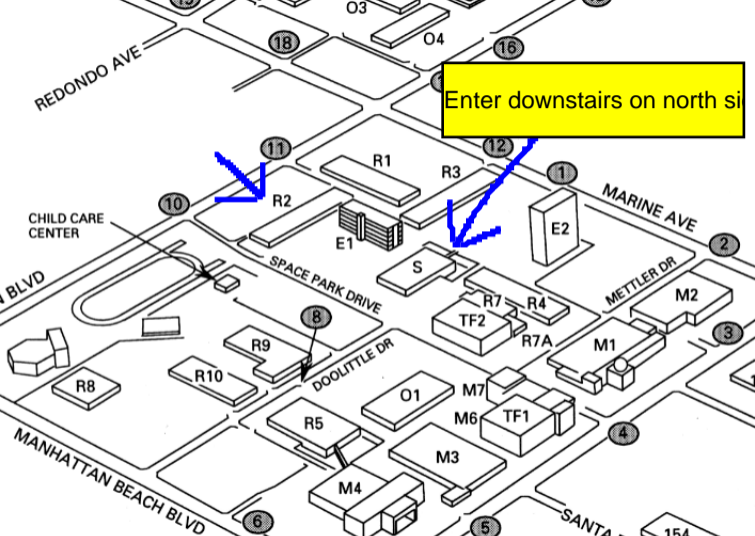 O3
O4
18
16
REDONDO AVE
Enter downstairs on north si
11
12
1
R1
R3
MARINE AVE
10
R2
E2
CHILD CARE
CENTER
E1
2
S
SPACE PARK DRIVE
METTLER DR
BLVD
M2
R7
R4
8
TF2
3
R7A
M1
R9
DOOLITTLE DR
R10
R8
M7
O1
M6
TF1
R5
4
MANHATTAN BEACH BLVD
M3
M4
6
5
SANTA
154